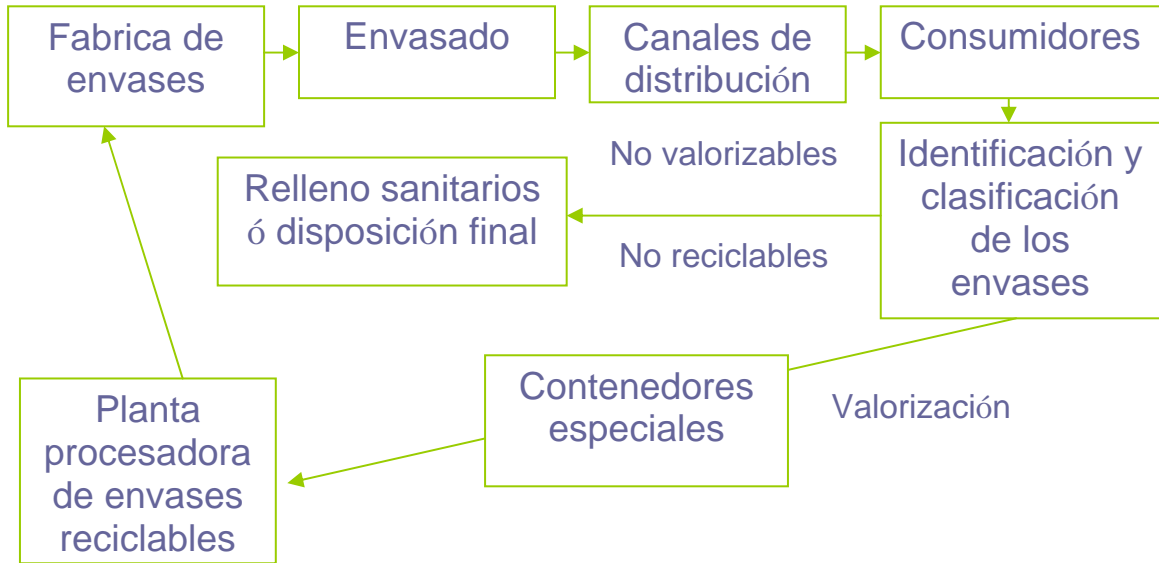 Fabrica de
envases
Envasado
Canales de
distribución
Consumidores
Identificación y
clasificación
de los
envases
No valorizables
No reciclables
Relleno sanitarios
ó disposición final
Valorización
Contenedores
especiales
Planta
procesadora
de envases
reciclables